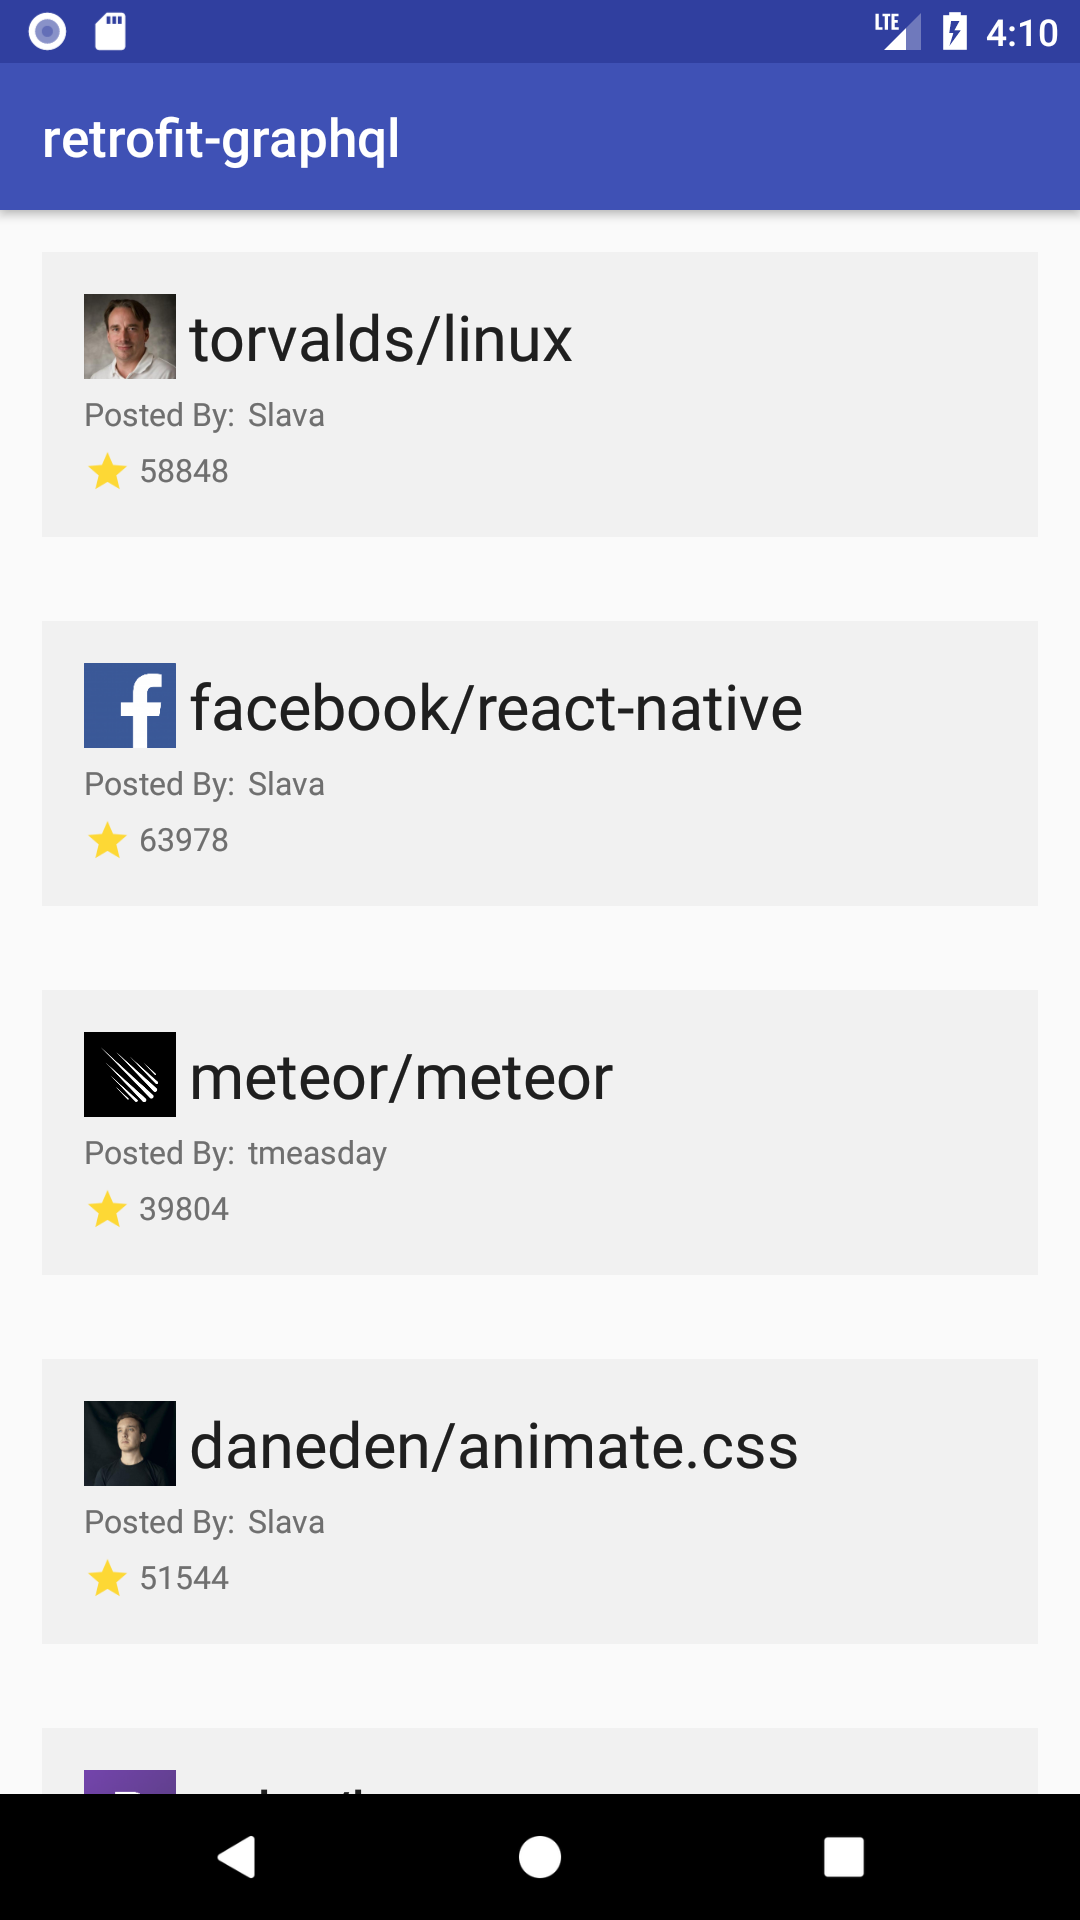 LTE 4:10
retrofit-graphql
torvalds/linux
Posted By: Slava
58848
facebook/react-native
Posted By: Slava
63978
meteor/meteor
Posted By: tmeasday
39804
daneden/animate.css
Posted By: Slava
51544